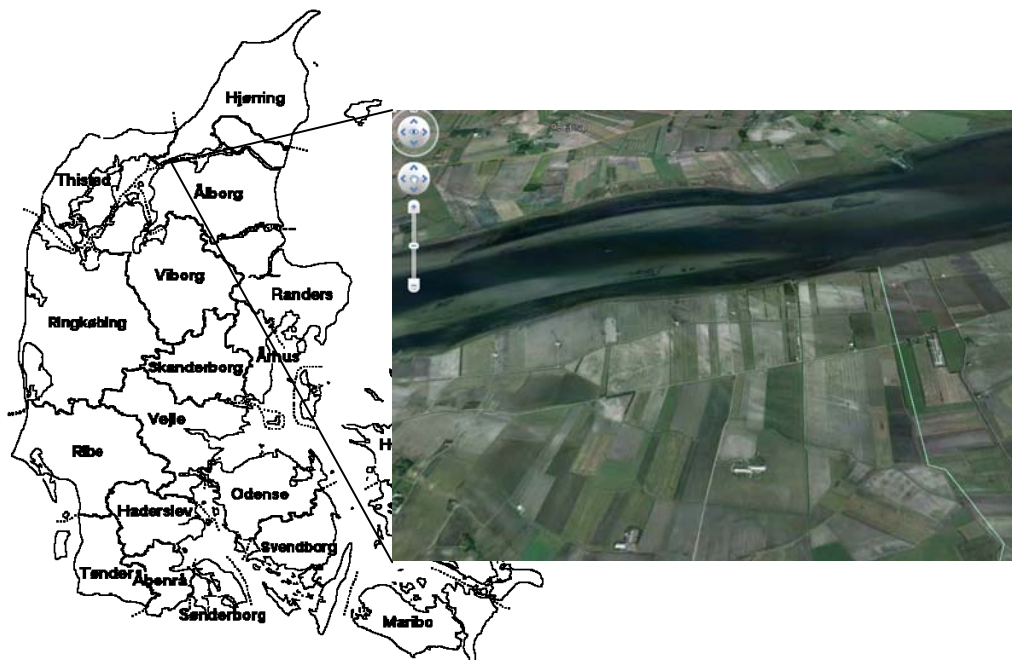 Hjørring
Thisted
Ålborg
Viborg
Randers
Ringkøbing
Århus
Skanderborg
Vejle
Ribe
Odense
Haderslev
Svendborg
Tønder
Åbenrå
Sønderborg
Maribo